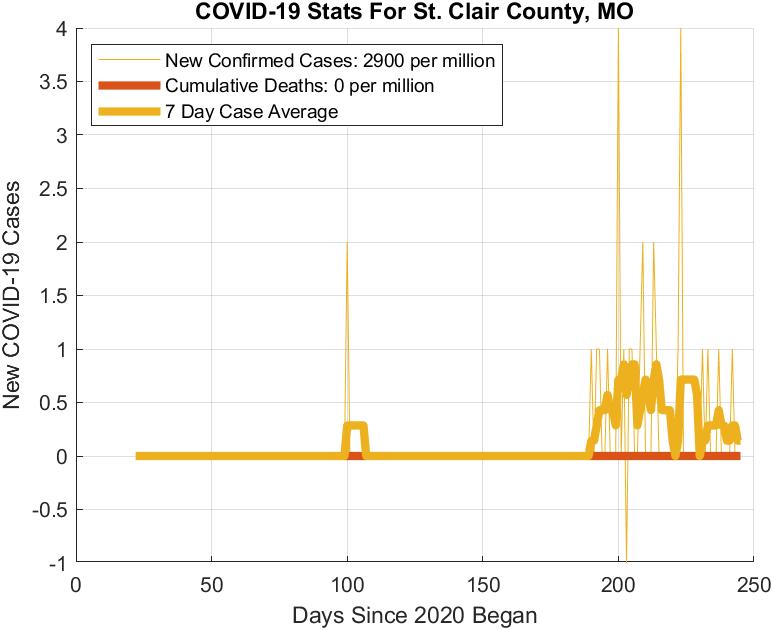 COVID-19 Stats For St. Clair County, MO
New Confirmed Cases: 2900 per million
Cumulative Deaths: 0 per million
7 Day Case Average
New COVID-19 Cases
4
3.5
3
2.5
2
1.5
1
0.5
0
-0.5
-1
0 50 100 150 200 250
Days Since 2020 Began